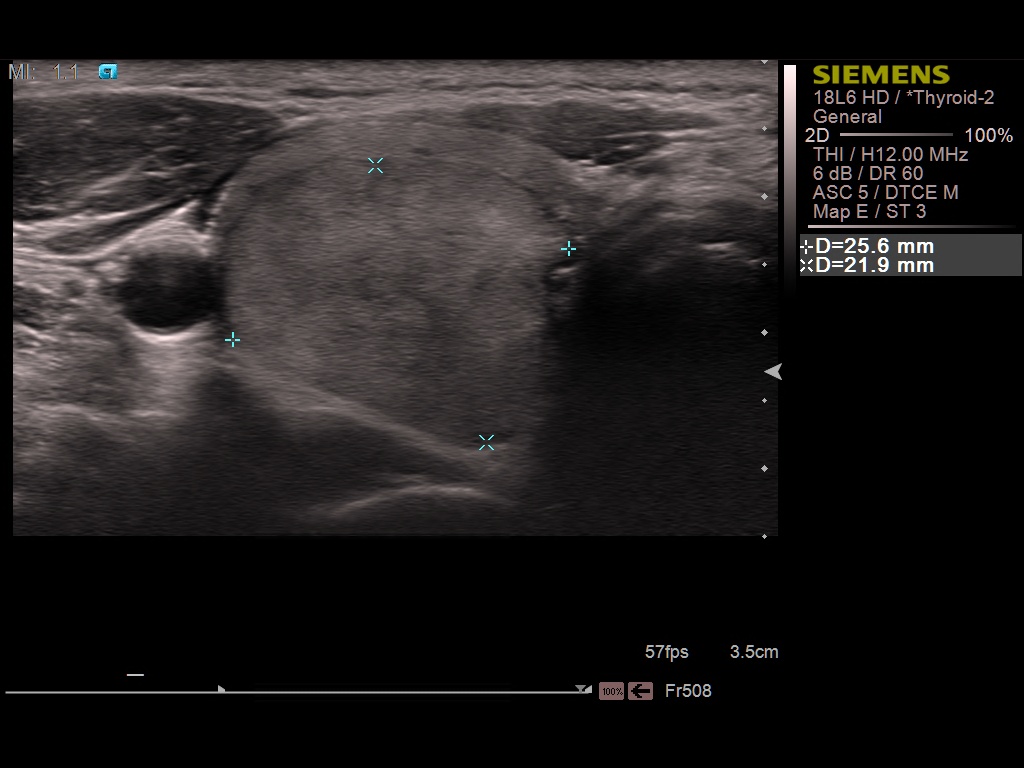 MI: 1.1
SIEMENS
18L6 HD / *Thyroid-2
General
2D 100%
THI / H12.00 MHz
6 dB / DR 60
ASC 5 / DTCE M
Map E / ST 3
D=25.6 mm
D=21.9 mm
57fps 3.5cm
100% Fr508